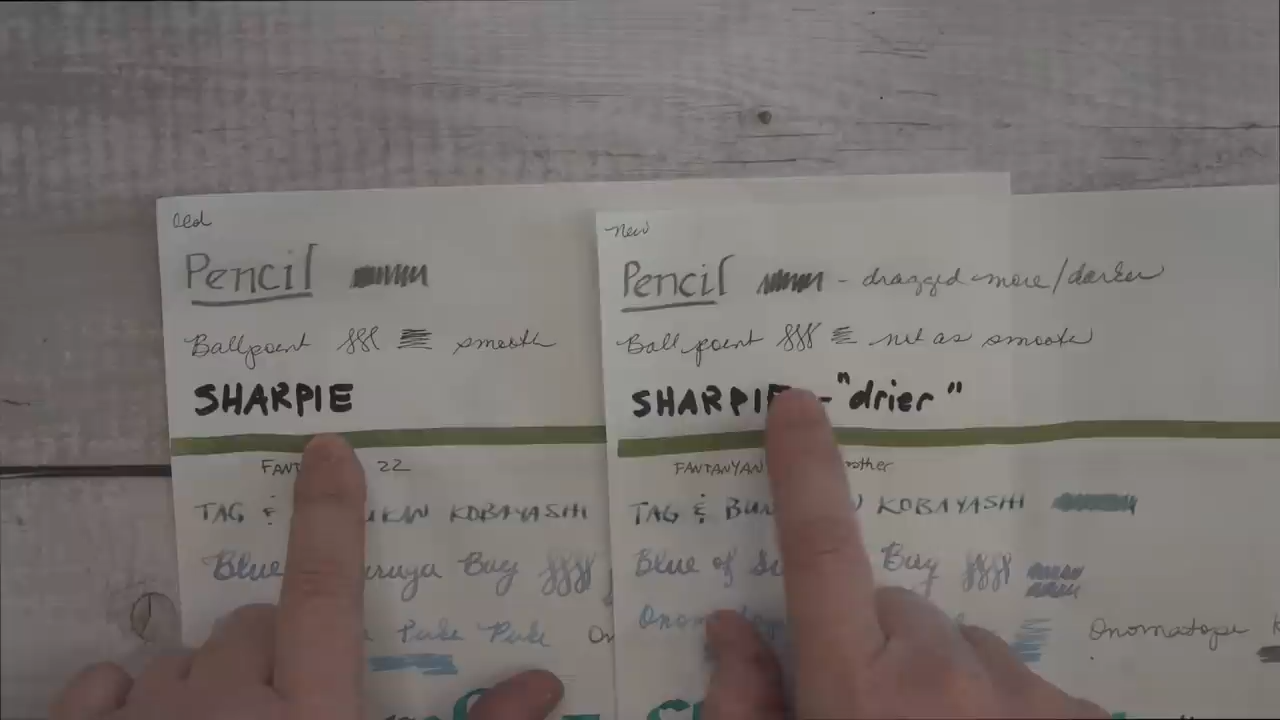 old
Pencil
Ballpoint smooth
SHARPIE
22
TAG & KOBAYASHI
Blue Suruga Bay
new
Pencil - dragged more/darker
Ballpoint not as smooth
SHARPIE - "drier"
TAG & KOBAYASHI
Blue of Bay
Onomatope